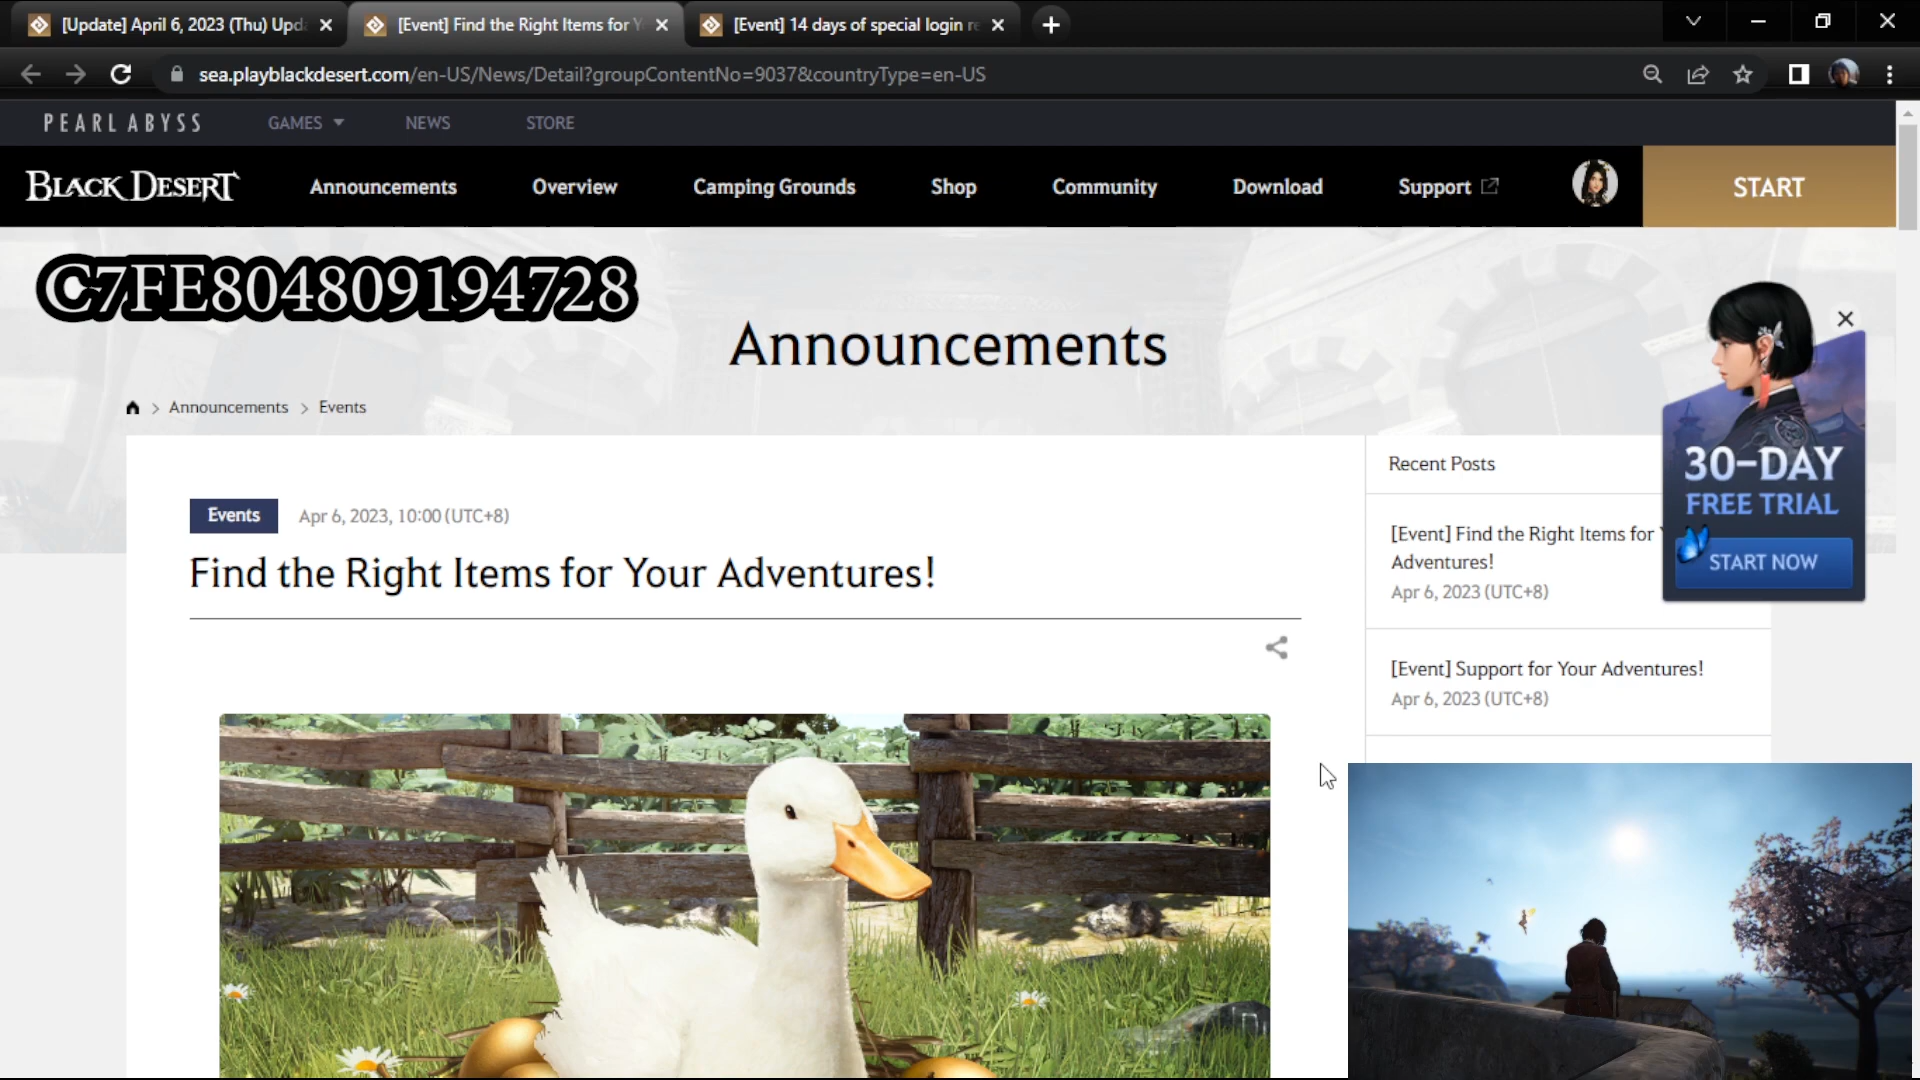 [Update] April 6, 2023 (Thu) Upd
[Event] Find the Right Items for Y
[Event] 14 days of special login re
sea.playblackdesert.com/en-US/News/Detail?groupContentNo=9037&countryType=en-US
PEARL ABYSS
GAMES
NEWS
STORE
BLACK DESERT
Announcements
Overview
Camping Grounds
Shop
Community
Download
Support
START
C7FE804809194728
Announcements
Announcements > Events
Events
Apr 6, 2023, 10:00 (UTC+8)
Find the Right Items for Your Adventures!
Recent Posts
[Event] Find the Right Items for Y
Adventures!
Apr 6, 2023 (UTC+8)
[Event] Support for Your Adventures!
Apr 6, 2023 (UTC+8)
30-DAY
FREE TRIAL
START NOW